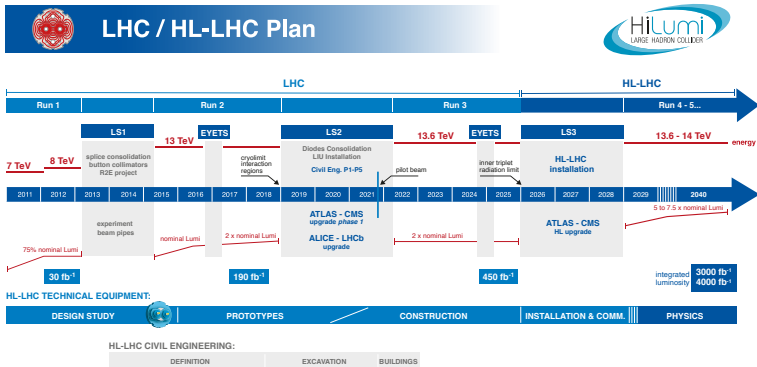 LHC / HL-LHC Plan
HiLumi
LARGE HADRON COLLIDER
LHC
HL-LHC
Run 1
Run 2
Run 3
Run 4 - 5...
LS1
EYETS
LS2
EYETS
LS3
13 TeV
13.6 TeV
13.6 - 14 TeV
energy
7 TeV
8 TeV
splice consolidation
button collimators
R2E project
cryolimit
interaction
regions
Diodes Consolidation
LIU Installation
Civil Eng. P1-P5
pilot beam
inner triplet
radiation limit
HL-LHC
installation
2011 2012 2013 2014 2015 2016 2017 2018 2019 2020 2021 2022 2023 2024 2025 2026 2027 2028 2029 2040
experiment
beam pipes
ATLAS - CMS
upgrade phase 1
ALICE - LHCb
upgrade
ATLAS - CMS
HL upgrade
5 to 7.5 x nominal Lumi
75% nominal Lumi
nominal Lumi
2 x nominal Lumi
2 x nominal Lumi
30 fb-1
190 fb-1
450 fb-1
integrated
luminosity
3000 fb-1
4000 fb-1
HL-LHC TECHNICAL EQUIPMENT:
DESIGN STUDY
PROTOTYPES
CONSTRUCTION
INSTALLATION & COMM.
PHYSICS
HL-LHC CIVIL ENGINEERING:
DEFINITION
EXCAVATION
BUILDINGS